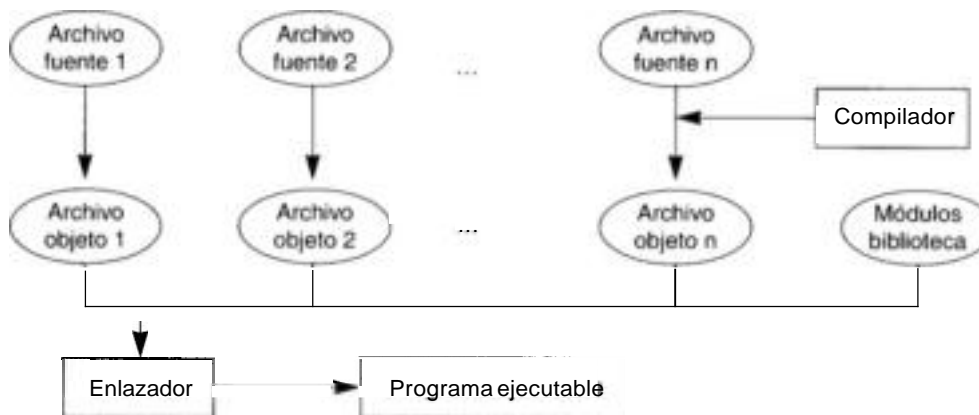 Archivo
fuente 1
Archivo
fuente 2
...
Archivo
fuente n
Compilador
Archivo
objeto 1
Archivo
objeto 2
...
Archivo
objeto n
Módulos
biblioteca
Enlazador
Programa ejecutable